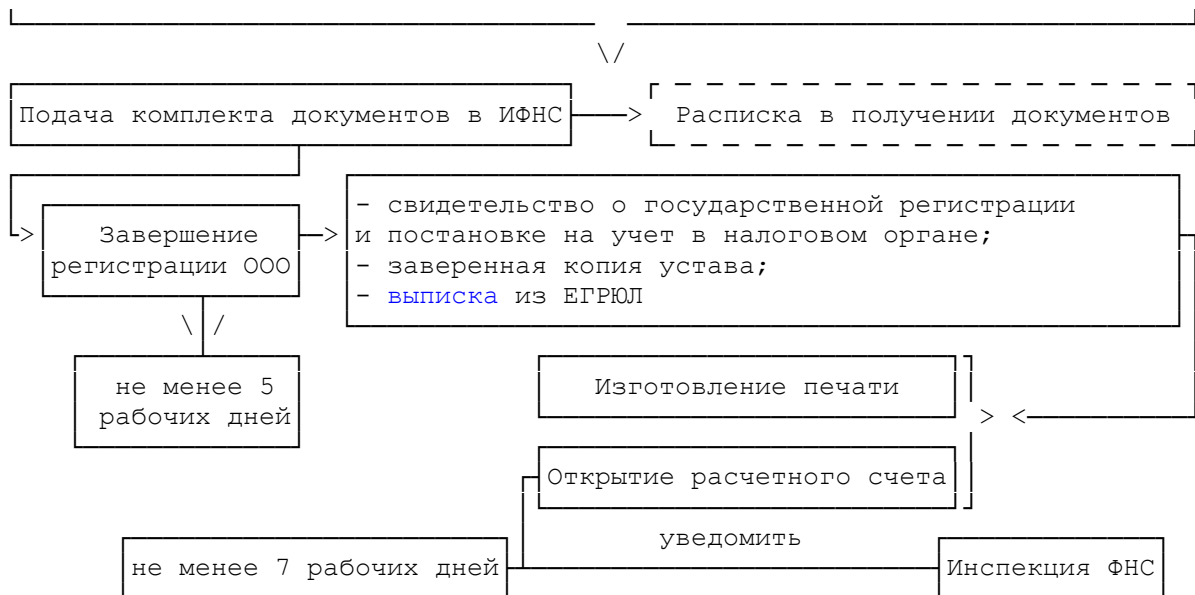 Подача комплекта документов в ИФНС
Расписка в получении документов
- свидетельство о государственной регистрации
Завершение
и постановке на учет в налоговом органе;
регистрации ООО
- заверенная копия устава;
- выписка из ЕГРЮЛ
не менее 5
рабочих дней
Изготовление печати
Открытие расчетного счета
уведомить
не менее 7 рабочих дней
Инспекция ФНС